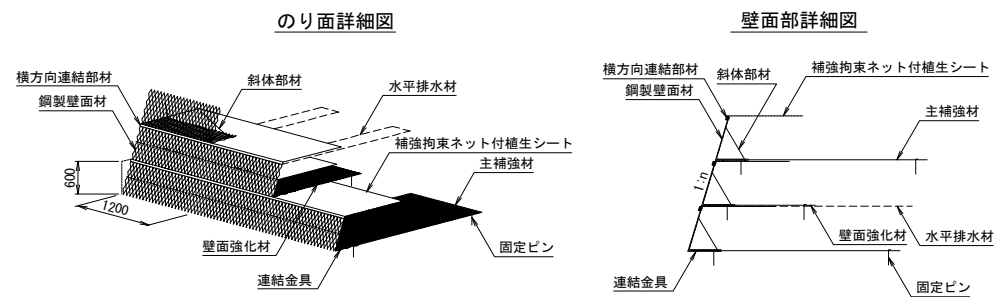 のり面詳細図
横方向連結部材
斜体部材
鋼製壁面材
水平排水材
補強拘束ネット付植生シート
主補強材
600
1200
壁面強化材
固定ピン
連結金具
壁面部詳細図
横方向連結部材
斜体部材
補強拘束ネット付植生シート
鋼製壁面材
主補強材
1:n
壁面強化材
水平排水材
連結金具
固定ピン